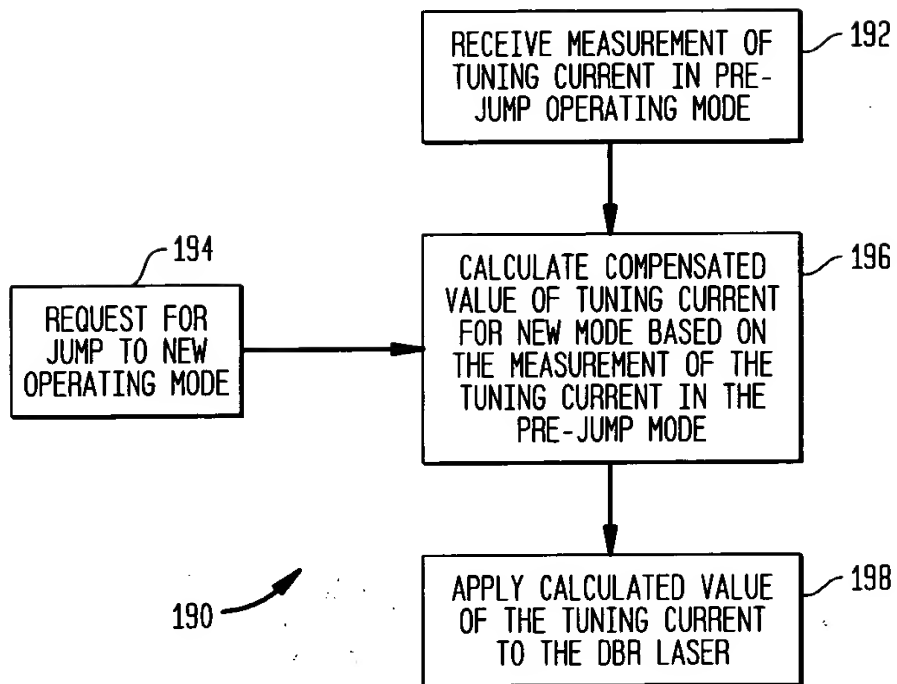 RECEIVE MEASUREMENT OF
TUNING CURRENT IN PRE-
JUMP OPERATING MODE
192
194
REQUEST FOR
JUMP TO NEW
OPERATING MODE
CALCULATE COMPENSATED
VALUE OF TUNING CURRENT
FOR NEW MODE BASED ON
THE MEASUREMENT OF THE
TUNING CURRENT IN THE
PRE-JUMP MODE
196
190
APPLY CALCULATED VALUE
OF THE TUNING CURRENT
TO THE DBR LASER
198